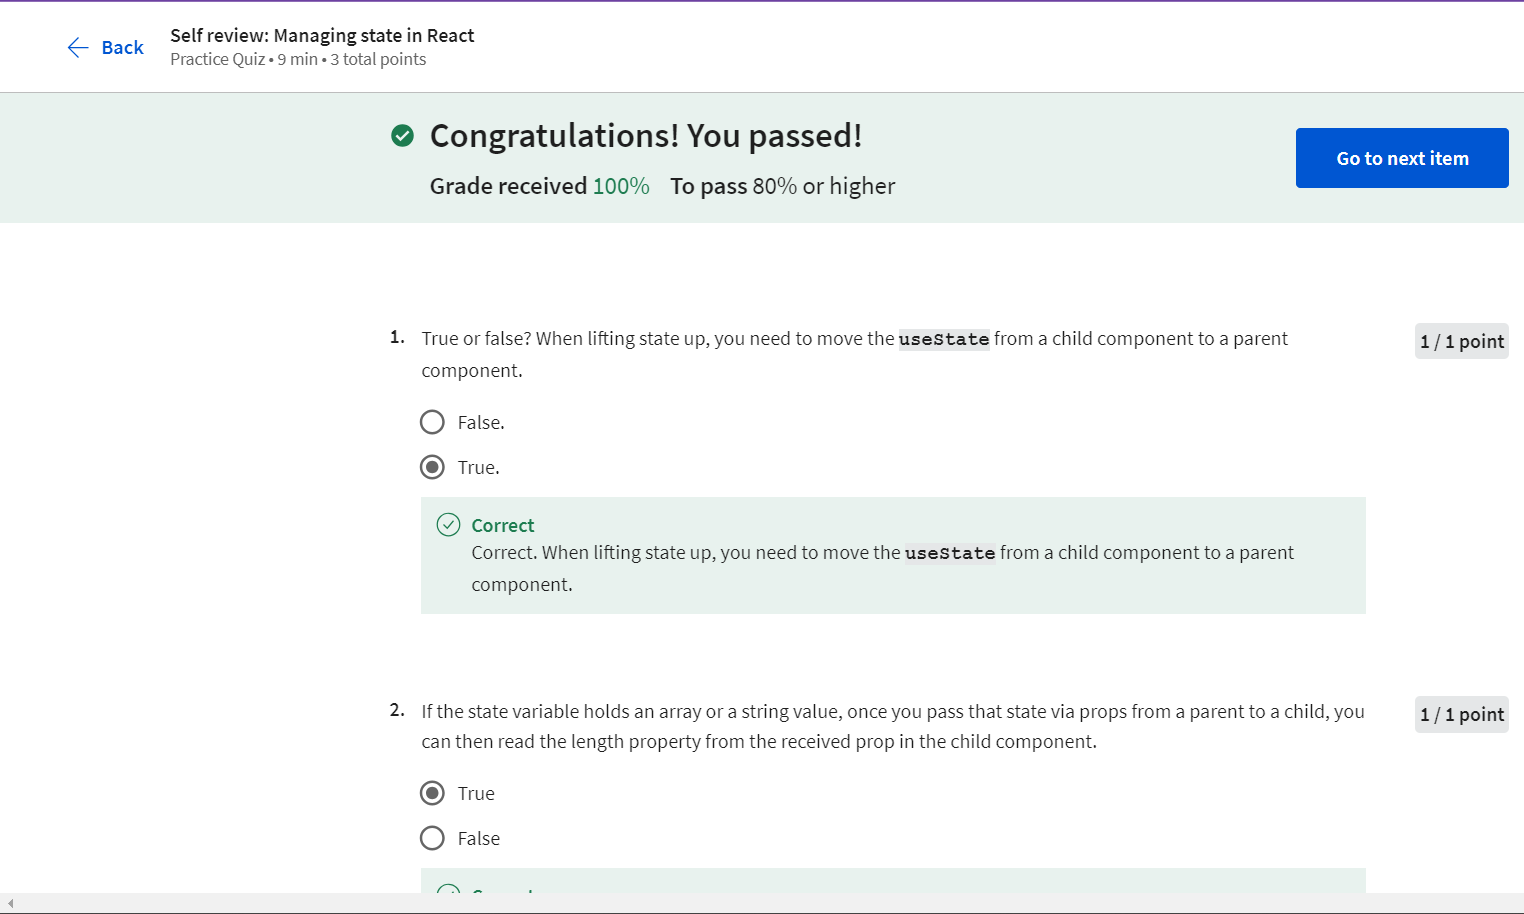 Back
Self review: Managing state in React
Practice Quiz • 9 min • 3 total points
Congratulations! You passed!
Grade received 100% To pass 80% or higher
Go to next item
1. True or false? When lifting state up, you need to move the useState from a child component to a parent
component.
1 / 1 point
False.
True.
Correct
Correct. When lifting state up, you need to move the useState from a child component to a parent
component.
2. If the state variable holds an array or a string value, once you pass that state via props from a parent to a child, you
can then read the length property from the received prop in the child component.
1 / 1 point
True
False